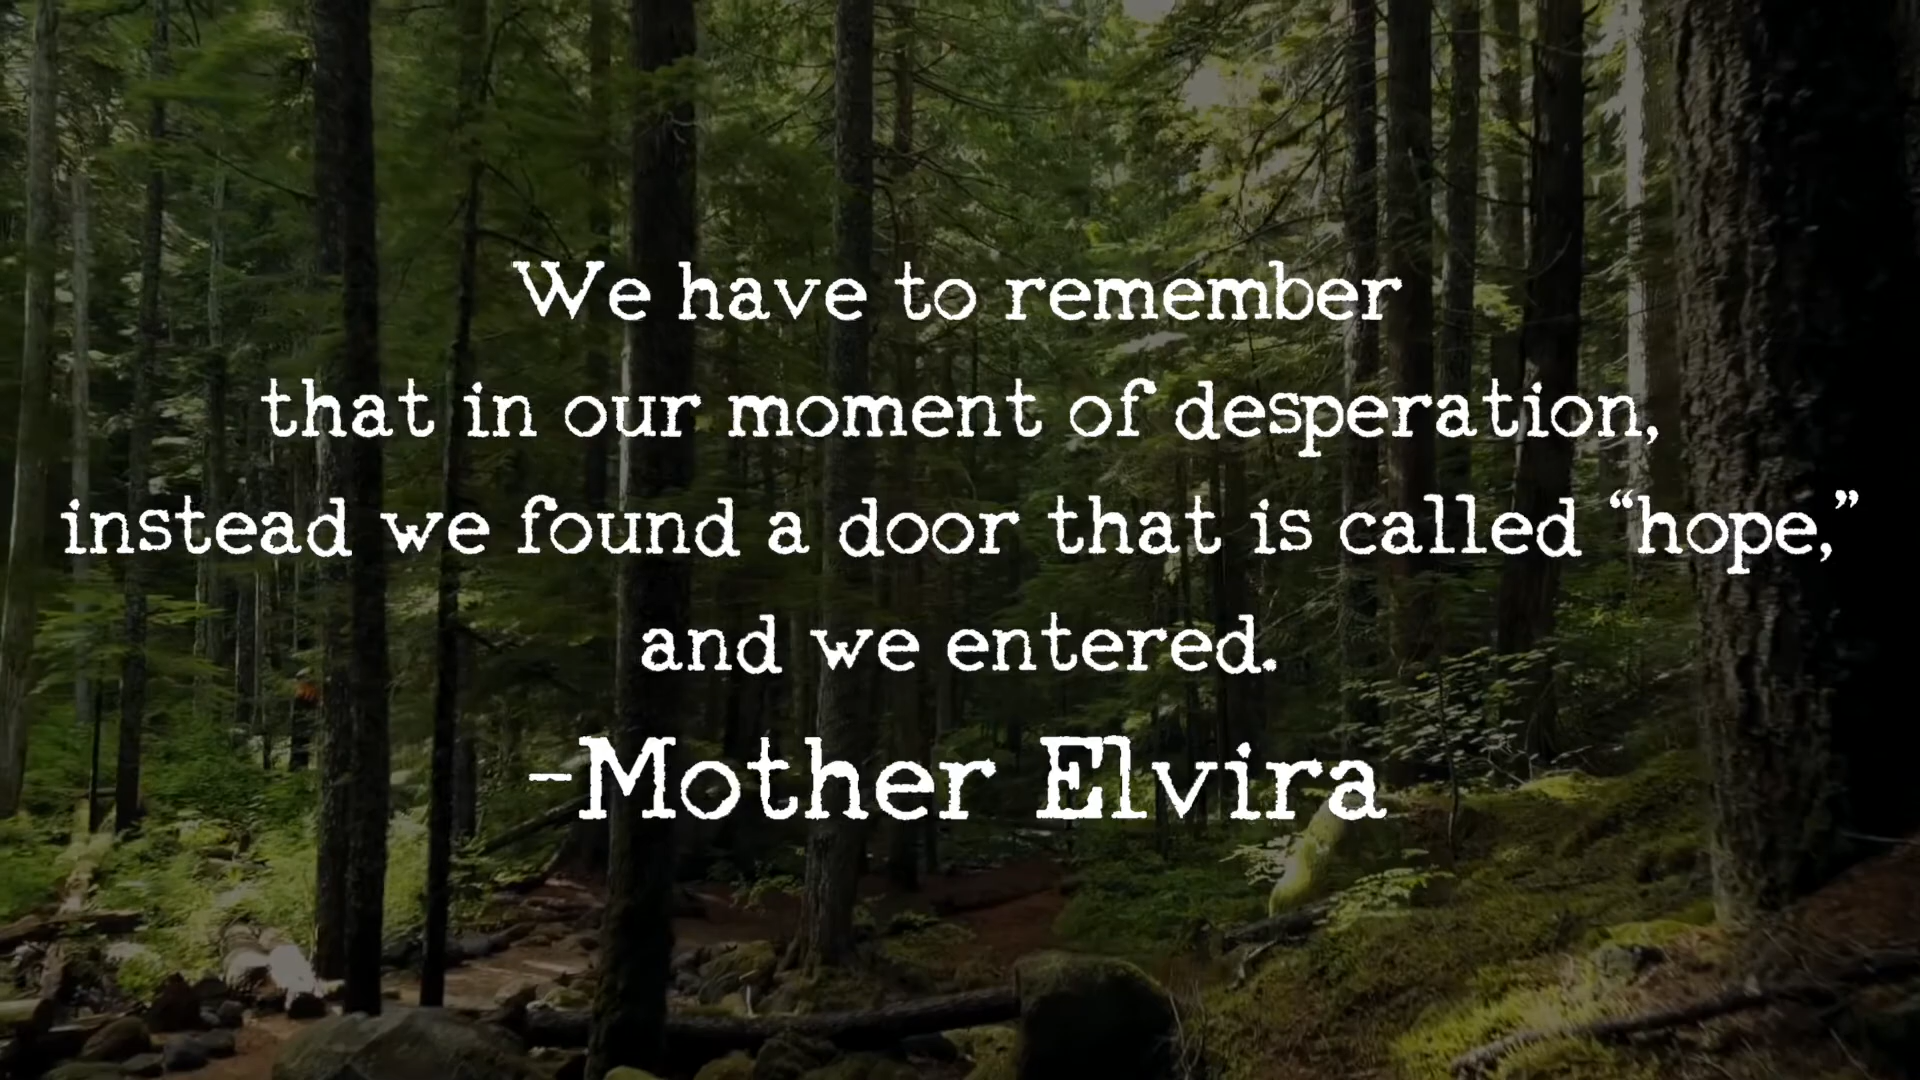 We have to remember
that in our moment of desperation,
instead we found a door that is called “hope,”
and we entered.
-Mother Elvira